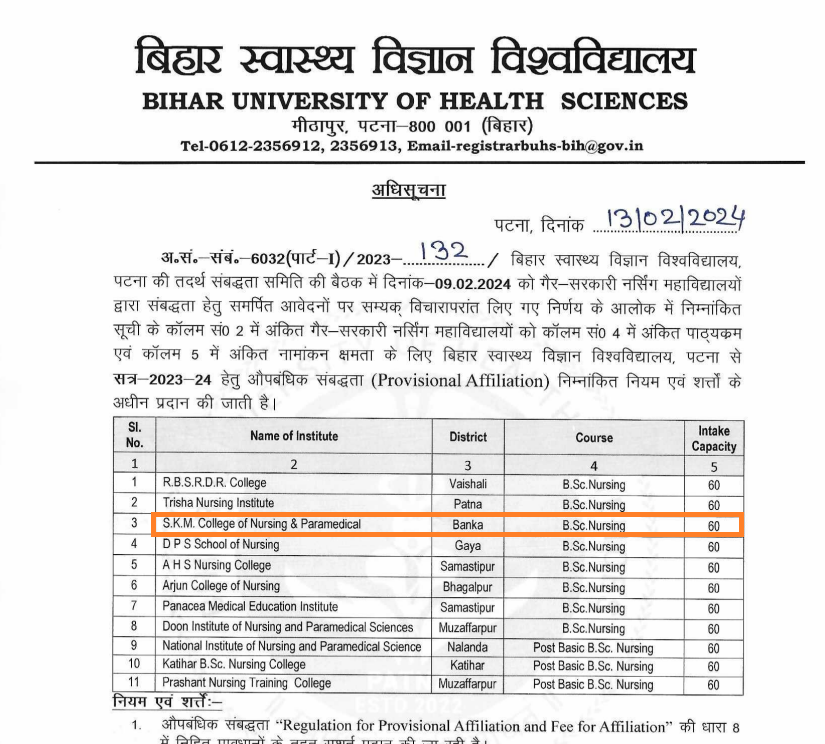 बिहार स्वास्थ्य विज्ञान विश्वविद्यालय
BIHAR UNIVERSITY OF HEALTH SCIENCES
मीठापुर, पटना–800 001 (बिहार)
Tel-0612-2356912, 2356913, Email-registrarbuhs-bih@gov.in
अधिसूचना
पटना, दिनांक 13/02/2024
अ.सं.–संबं.–6032(पार्ट–I)/2023–132/ बिहार स्वास्थ्य विज्ञान विश्वविद्यालय,
पटना की तदर्थ संबद्धता समिति की बैठक में दिनांक–09.02.2024 को गैर–सरकारी नर्सिंग महाविद्यालयों
द्वारा संबद्धता हेतु समर्पित आवेदनों पर सम्यक् विचारापरांत लिए गए निर्णय के आलोक में निम्नांकित
सूची के कॉलम सं0 2 में अंकित गैर–सरकारी नर्सिंग महाविद्यालयों को कॉलम सं0 4 में अंकित पाठ्यकम
एवं कॉलम 5 में अंकित नामांकन क्षमता के लिए बिहार स्वास्थ्य विज्ञान विश्वविद्यालय, पटना से
सत्र–2023–24 हेतु औपबंधिक संबद्धता (Provisional Affiliation) निम्नांकित नियम एवं शर्त्तों के
अधीन प्रदान की जाती है।
Sl. No. Name of Institute District Course Intake Capacity
1 2 3 4 5
1 R.B.S.R.D.R. College Vaishali B.Sc.Nursing 60
2 Trisha Nursing Institute Patna B.Sc.Nursing 60
3 S.K.M. College of Nursing & Paramedical Banka B.Sc.Nursing 60
4 D P S School of Nursing Gaya B.Sc.Nursing 60
5 A H S Nursing College Samastipur B.Sc.Nursing 60
6 Arjun College of Nursing Bhagalpur B.Sc.Nursing 60
7 Panacea Medical Education Institute Samastipur B.Sc.Nursing 60
8 Doon Institute of Nursing and Paramedical Sciences Muzaffarpur B.Sc.Nursing 60
9 National Institute of Nursing and Paramedical Science Nalanda Post Basic B.Sc. Nursing 60
10 Katihar B.Sc. Nursing College Katihar Post Basic B.Sc. Nursing 60
11 Prashant Nursing Training College Muzaffarpur Post Basic B.Sc. Nursing 60
नियम एवं शर्त्तेंः–
1. औपबंधिक संबद्धता “Regulation for Provisional Affiliation and Fee for Affiliation” की धारा 8